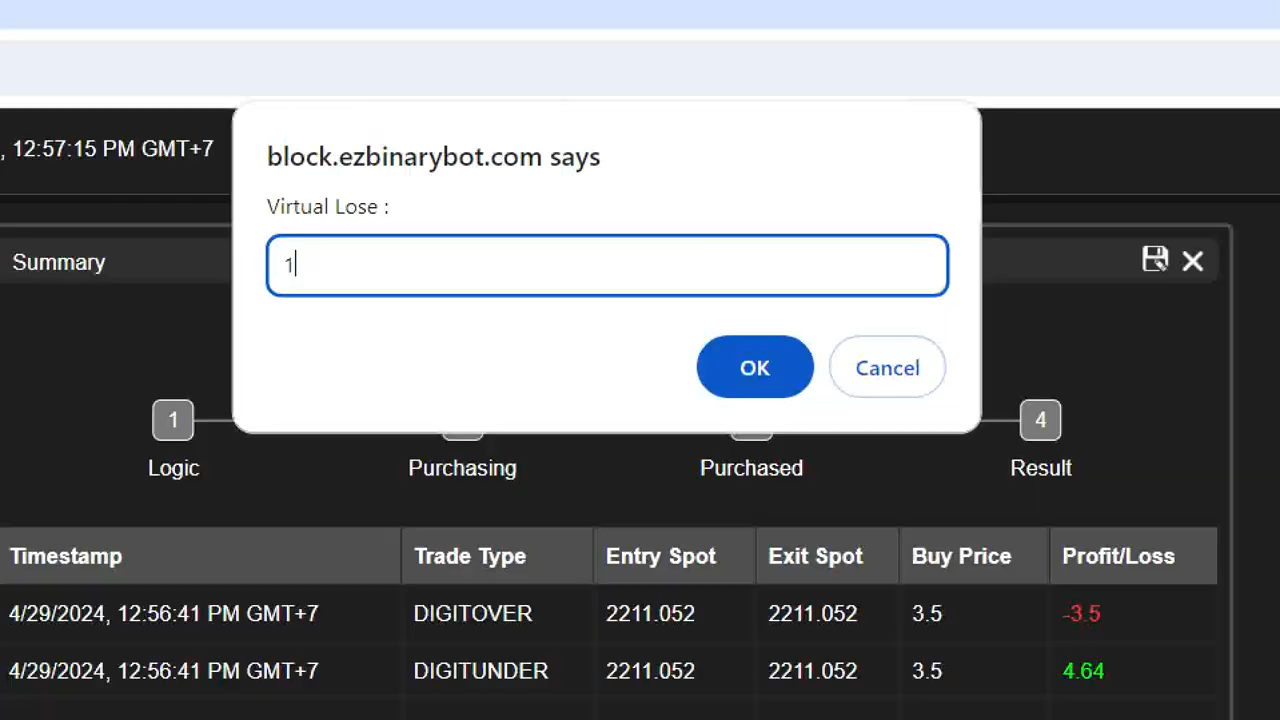 , 12:57:15 PM GMT+7
block.ezbinarybot.com says
Virtual Lose :
1
OK Cancel
Summary
1 4
Logic Purchasing Purchased Result
Timestamp Trade Type Entry Spot Exit Spot Buy Price Profit/Loss
4/29/2024, 12:56:41 PM GMT+7 DIGITOVER 2211.052 2211.052 3.5 -3.5
4/29/2024, 12:56:41 PM GMT+7 DIGITUNDER 2211.052 2211.052 3.5 4.64